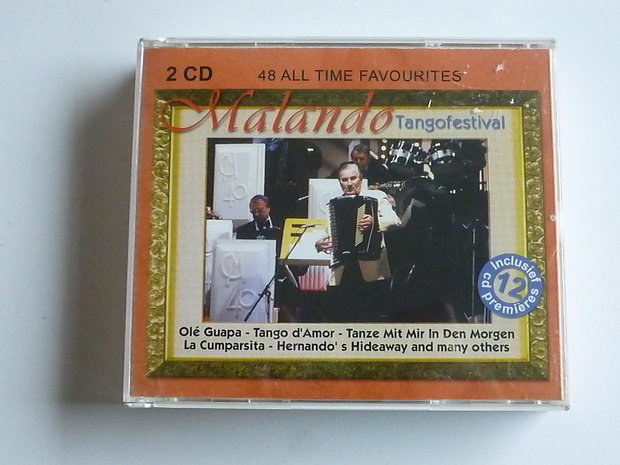 2 CD
48 ALL TIME FAVOURITES
Malando
Tangofestival
Inclusief
12
cd premières
Olé Guapa - Tango d'Amor - Tanze Mit Mir In Den Morgen
La Cumparsita - Hernando' s Hideaway and many others